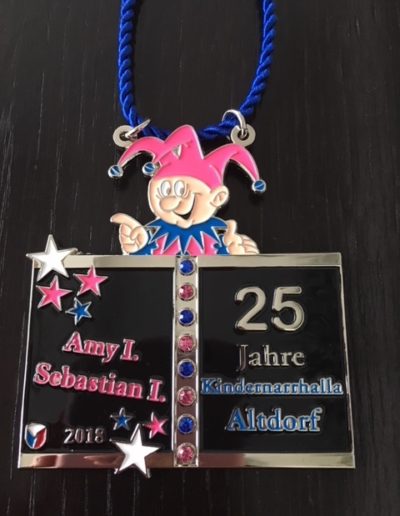 Amy I.
Sebastian I.
2018
25
Jahre
Kindernarrhalla
Altdorf